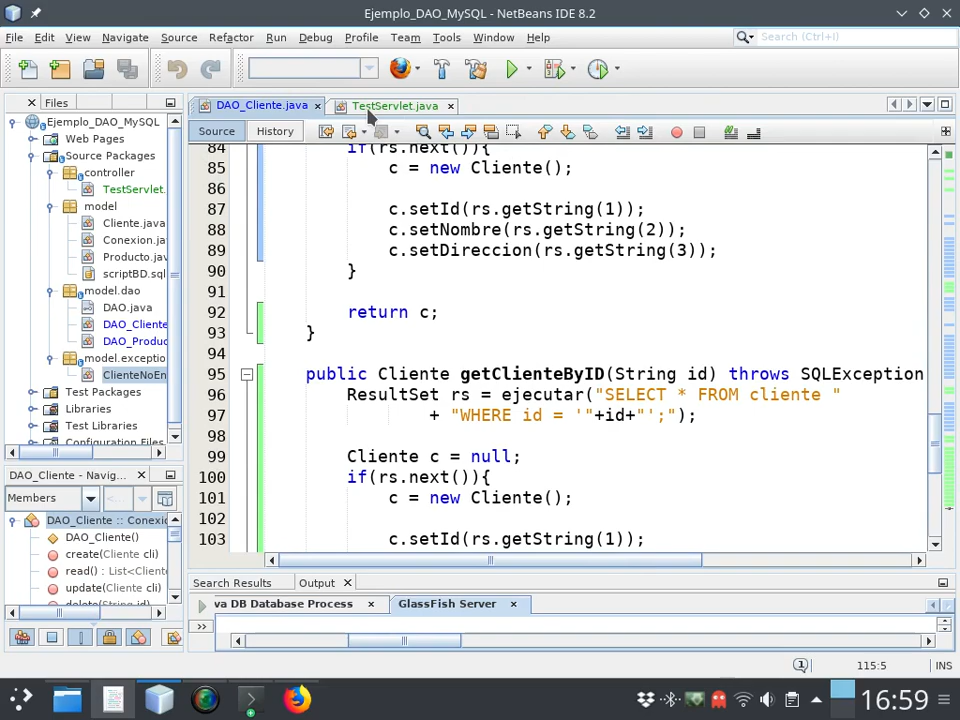 Ejemplo_DAO_MySQL - NetBeans IDE 8.2
File Edit View Navigate Source Refactor Run Debug Profile Team Tools Window Help
Search (Ctrl+I)
Files
DAO_Cliente.java
TestServlet.java
Source
History
Ejemplo_DAO_MySQL
Web Pages
Source Packages
controller
TestServlet.
model
Cliente.java
Conexion.ja
Producto.jav
scriptBD.sql
model.dao
DAO.java
DAO_Cliente
DAO_Produc
model.exceptio
ClienteNoEn
Test Packages
Libraries
Test Libraries
Configuration Files
84 if(rs.next()){
85 c = new Cliente();
86
87 c.setId(rs.getString(1));
88 c.setNombre(rs.getString(2));
89 c.setDireccion(rs.getString(3));
90 }
91
92 return c;
93 }
94
95 public Cliente getClienteByID(String id) throws SQLException
96 ResultSet rs = ejecutar("SELECT * FROM cliente "
97 + "WHERE id = '"+id+"';");
98
99 Cliente c = null;
100 if(rs.next()){
101 c = new Cliente();
102
103 c.setId(rs.getString(1));
DAO_Cliente - Navig...
Members
DAO_Cliente :: Conexio
DAO_Cliente()
create(Cliente cli)
read() : List<Cliente
update(Cliente cli)
delete(String id)
Search Results
Output
va DB Database Process
GlassFish Server
>>
1
115:5
INS
16:59